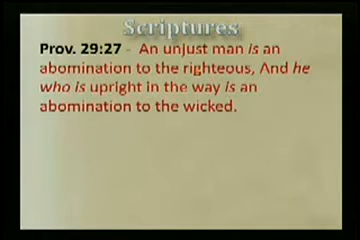 Scriptures
Prov. 29:27 - An unjust man is an
abomination to the righteous, And he
who is upright in the way is an
abomination to the wicked.